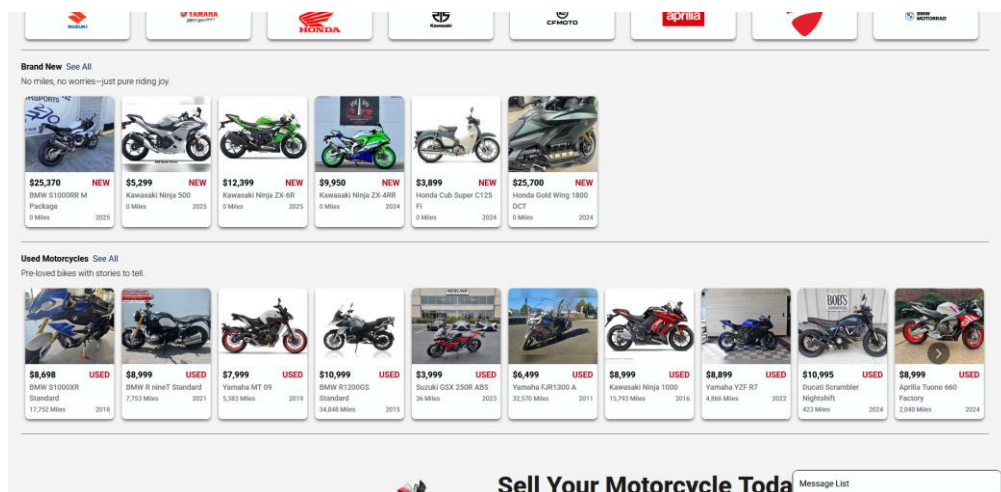 SUZUKI
YAMAHA
HONDA
Kawasaki
CFMOTO
aprilia
BMW
MOTORRAD
Brand New See All
No miles, no worries—just pure riding joy.
$25,370 NEW
BMW S1000RR M
Package
0 Miles 2025
$5,299 NEW
Kawasaki Ninja 500
0 Miles 2025
$12,399 NEW
Kawasaki Ninja ZX-6R
0 Miles 2025
$9,950 NEW
Kawasaki Ninja ZX-4RR
0 Miles 2024
$3,899 NEW
Honda Cub Super C125
Fi
0 Miles 2024
$25,700 NEW
Honda Gold Wing 1800
DCT
0 Miles 2024
Used Motorcycles See All
Pre-loved bikes with stories to tell.
$8,698 USED
BMW S1000XR
Standard
17,752 Miles 2018
$8,999 USED
BMW R nineT Standard
7,753 Miles 2021
$7,999 USED
Yamaha MT 09
5,383 Miles 2019
$10,999 USED
BMW R1200GS
Standard
34,848 Miles 2015
$3,999 USED
Suzuki GSX 250R ABS
36 Miles 2023
$6,499 USED
Yamaha FJR1300 A
32,570 Miles 2011
$8,999 USED
Kawasaki Ninja 1000
15,793 Miles 2016
$8,899 USED
Yamaha YZF R7
4,866 Miles 2022
BOB'S
$10,995 USED
Ducati Scrambler
Nightshift
423 Miles 2024
$8,999 USED
Aprilia Tuono 660
Factory
2,040 Miles 2024
Sell Your Motorcycle Toda
Message List